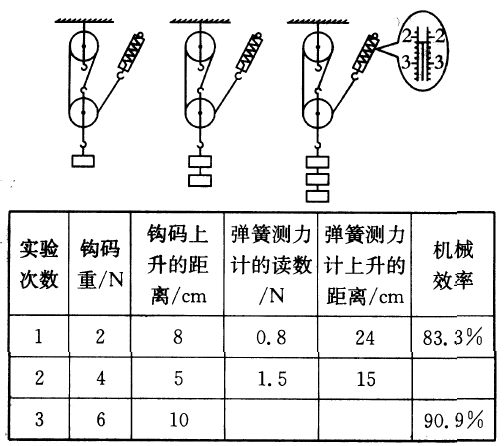 2 2
3 3
实验次数 钩码重/N 钩码上升的距离/cm 弹簧测力计的读数/N 弹簧测力计上升的距离/cm 机械效率
1 2 8 0.8 24 83.3%
2 4 5 1.5 15
3 6 10 90.9%